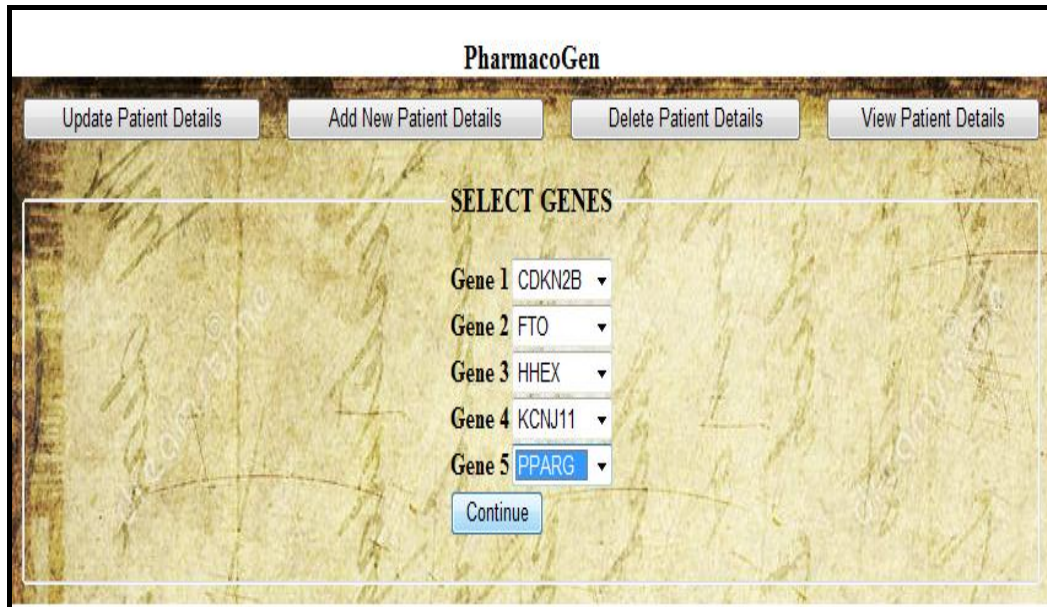 PharmacoGen
Update Patient Details Add New Patient Details Delete Patient Details View Patient Details
SELECT GENES
Gene 1 CDKN2B
Gene 2 FTO
Gene 3 HHEX
Gene 4 KCNJ11
Gene 5 PPARG
Continue